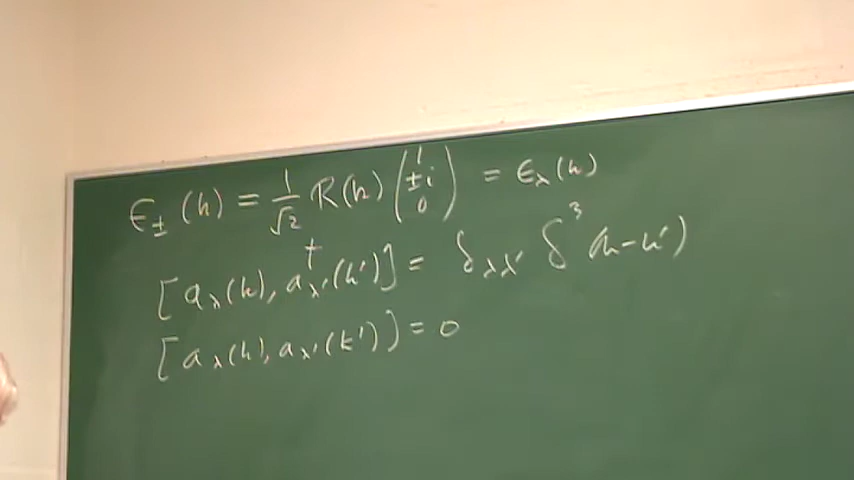 ϵ± (k) = 1/√2 R(k) (1 ±i 0) = ϵλ(k)
[aλ(k), a†λ'(k')] = δλλ' δ³(k-k')
[aλ(k), aλ'(k')] = 0